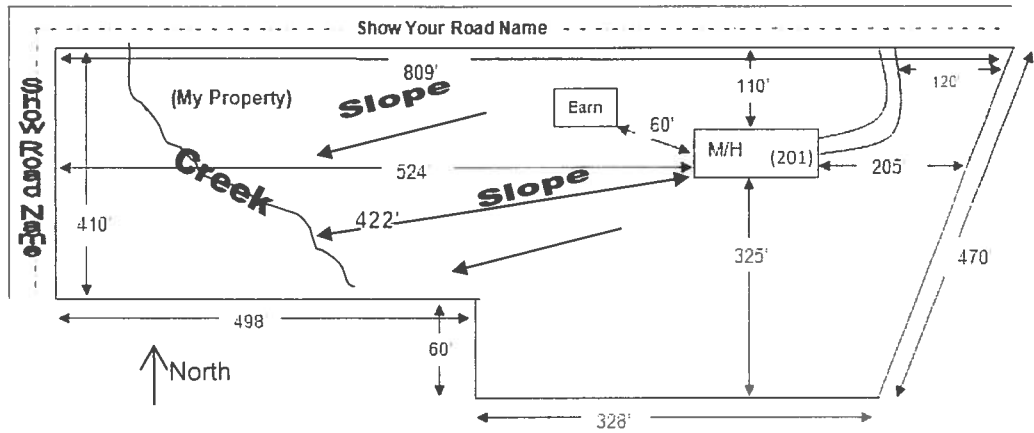 Show Your Road Name
Show Road Name
809'
(My Property)
Slope
110'
120'
Earn
60'
M/H
(201)
Creek
524'
205'
Slope
422'
410'
325'
470'
498'
60'
North
328'